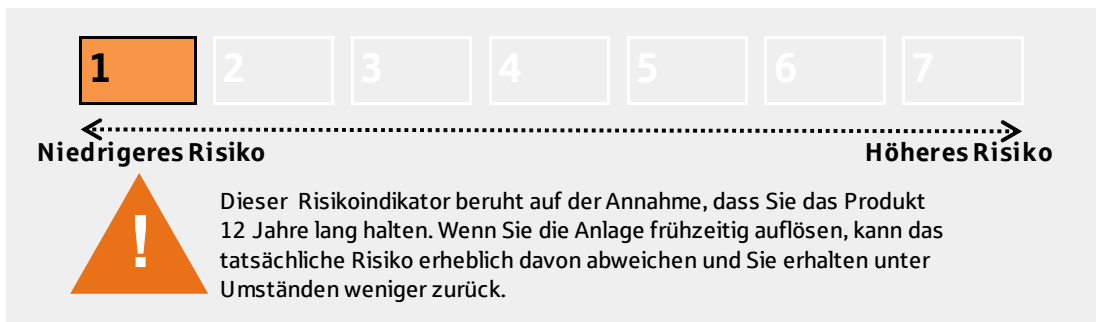 1 2 3 4 5 6 7
Niedrigeres Risiko Höheres Risiko
!
Dieser Risikoindikator beruht auf der Annahme, dass Sie das Produkt
12 Jahre lang halten. Wenn Sie die Anlage frühzeitig auflösen, kann das
tatsächliche Risiko erheblich davon abweichen und Sie erhalten unter
Umständen weniger zurück.